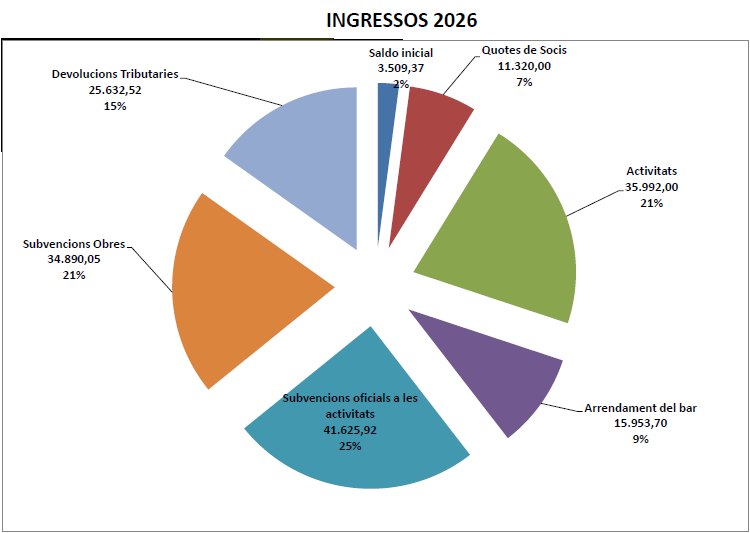 INGRESSOS 2026
Saldo inicial
3.509,37
2%
Quotes de Socis
11.320,00
7%
Activitats
35.992,00
21%
Arrendament del bar
15.953,70
9%
Subvencions oficials a les
activitats
41.625,92
25%
Subvencions Obres
34.890,05
21%
Devolucions Tributaries
25.632,52
15%